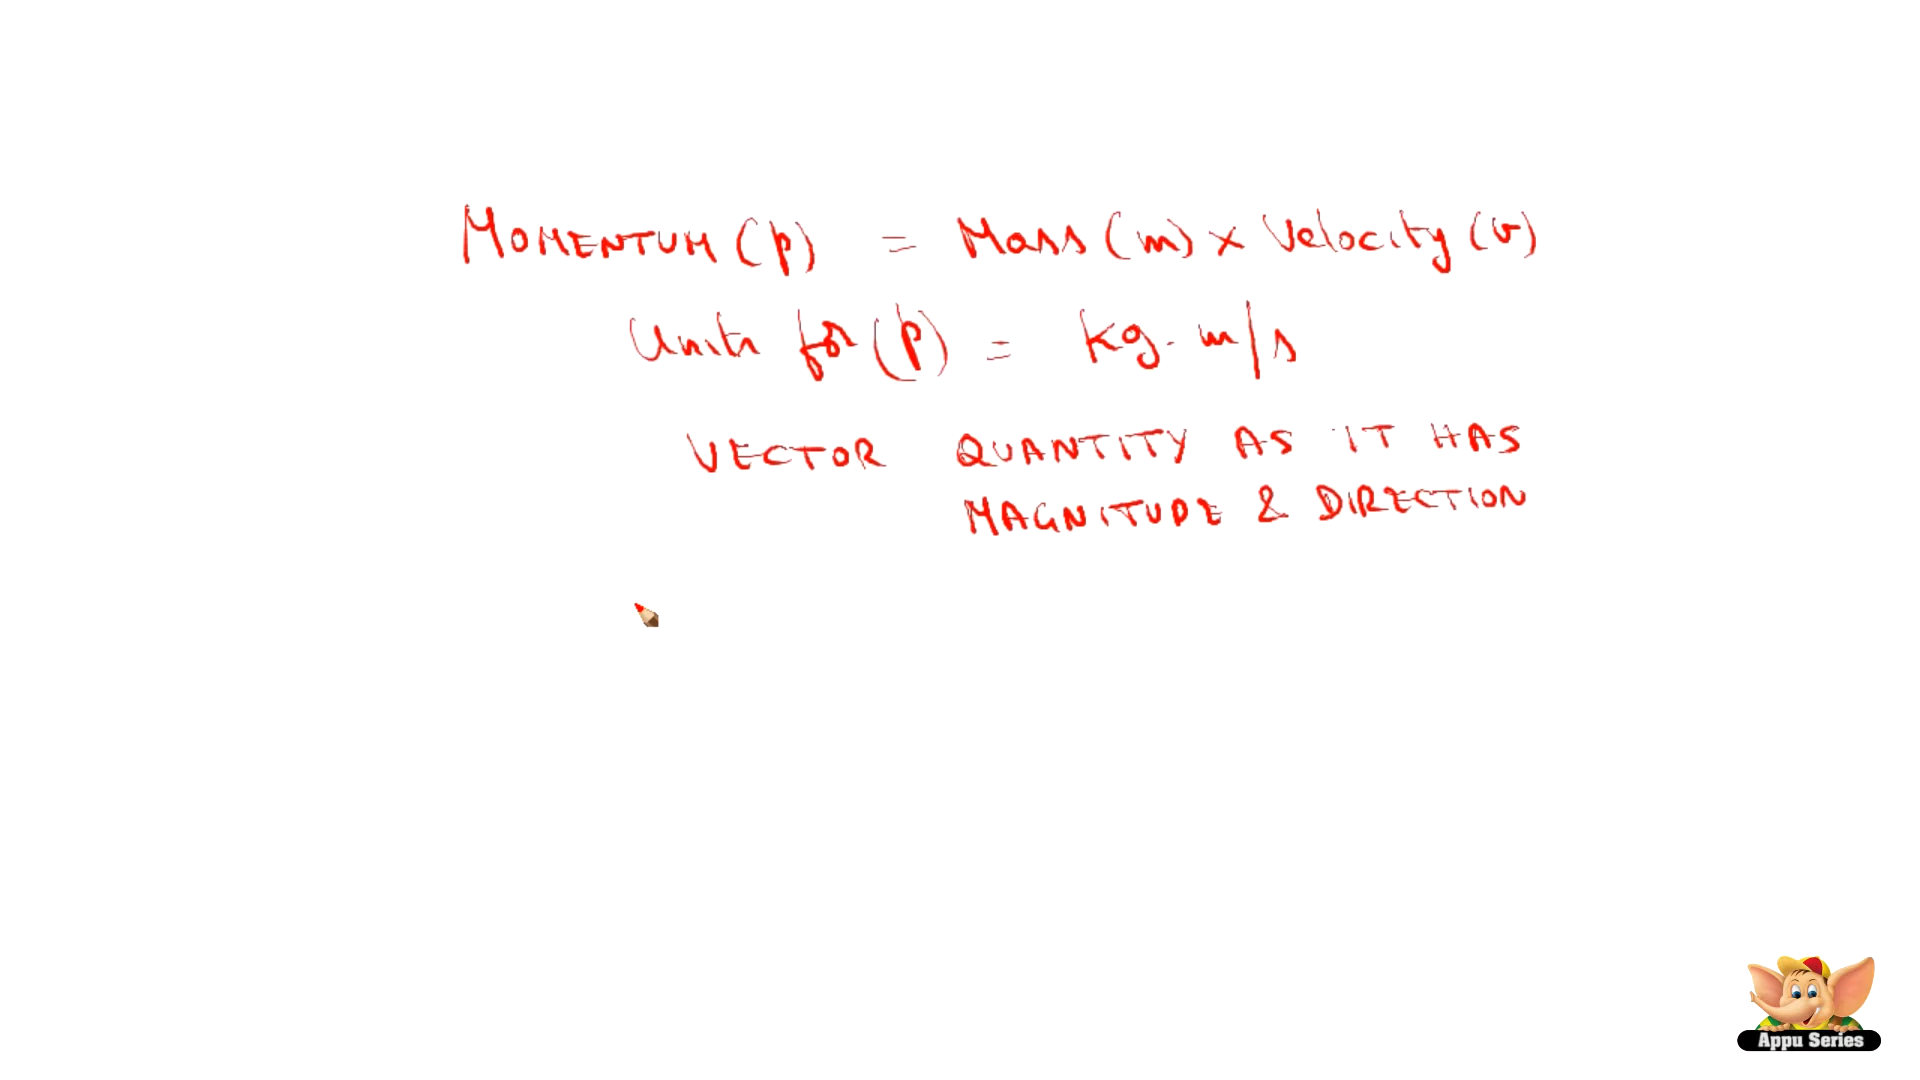 MOMENTUM (p) = Mass (m) x Velocity (v)
Units for (p) = kg. m/s
VECTOR QUANTITY AS IT HAS
MAGNITUDE & DIRECTION
Appu Series